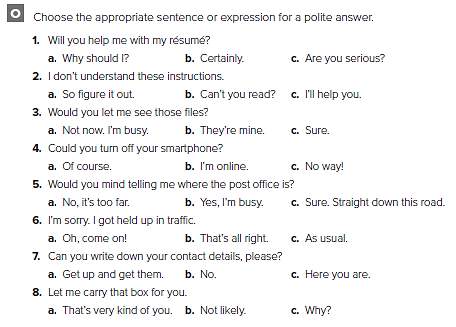 O Choose the appropriate sentence or expression for a polite answer.
1. Will you help me with my résumé?
a. Why should I? b. Certainly. c. Are you serious?
2. I don't understand these instructions.
a. So figure it out. b. Can't you read? c. I'll help you.
3. Would you let me see those files?
a. Not now. I'm busy. b. They're mine. c. Sure.
4. Could you turn off your smartphone?
a. Of course. b. I'm online. c. No way!
5. Would you mind telling me where the post office is?
a. No, it's too far. b. Yes, I'm busy. c. Sure. Straight down this road.
6. I'm sorry. I got held up in traffic.
a. Oh, come on! b. That's all right. c. As usual.
7. Can you write down your contact details, please?
a. Get up and get them. b. No. c. Here you are.
8. Let me carry that box for you.
a. That's very kind of you. b. Not likely. c. Why?